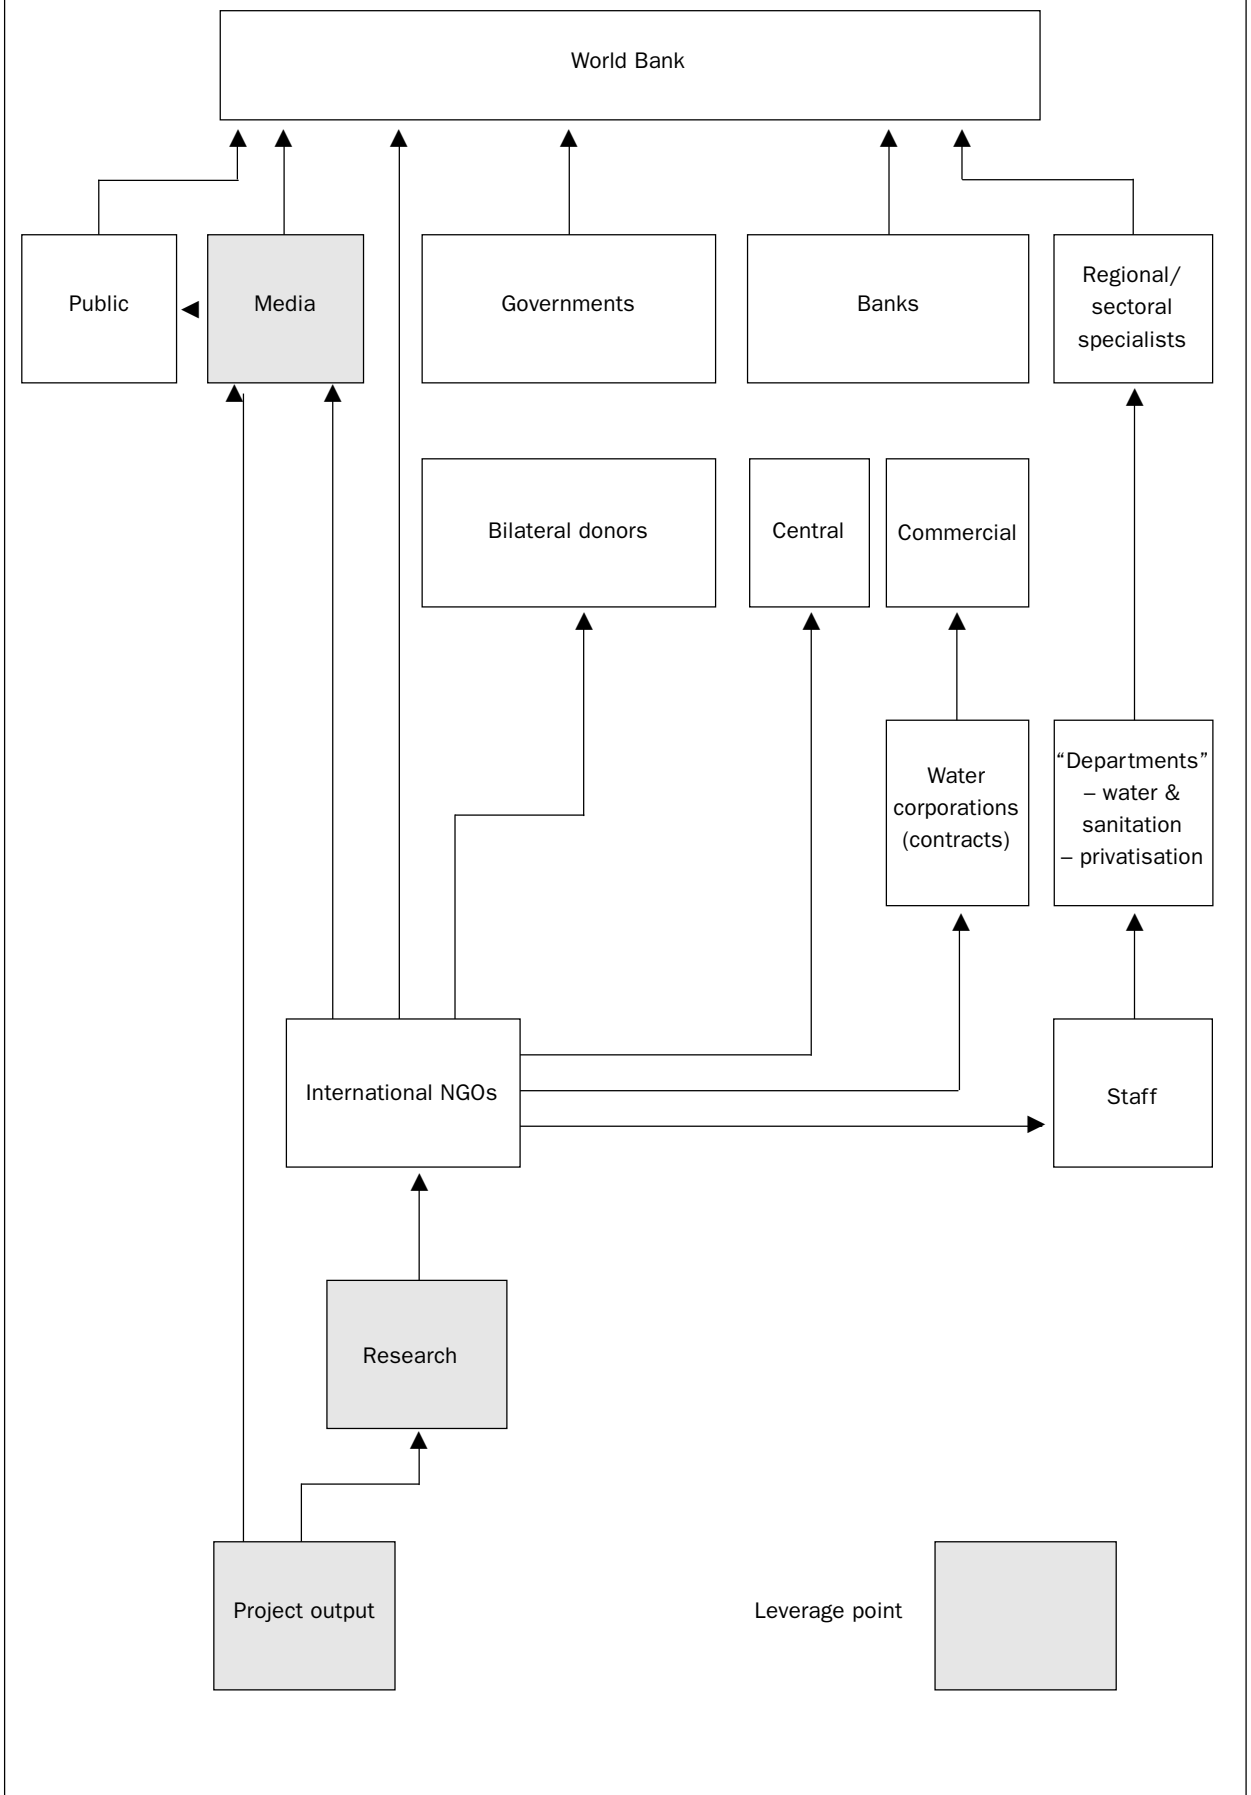 World Bank
Public
Media
Governments
Banks
Regional/
sectoral
specialists
Bilateral donors
Central
Commercial
Water
corporations
(contracts)
“Departments”
– water &
sanitation
– privatisation
International NGOs
Staff
Research
Project output
Leverage point